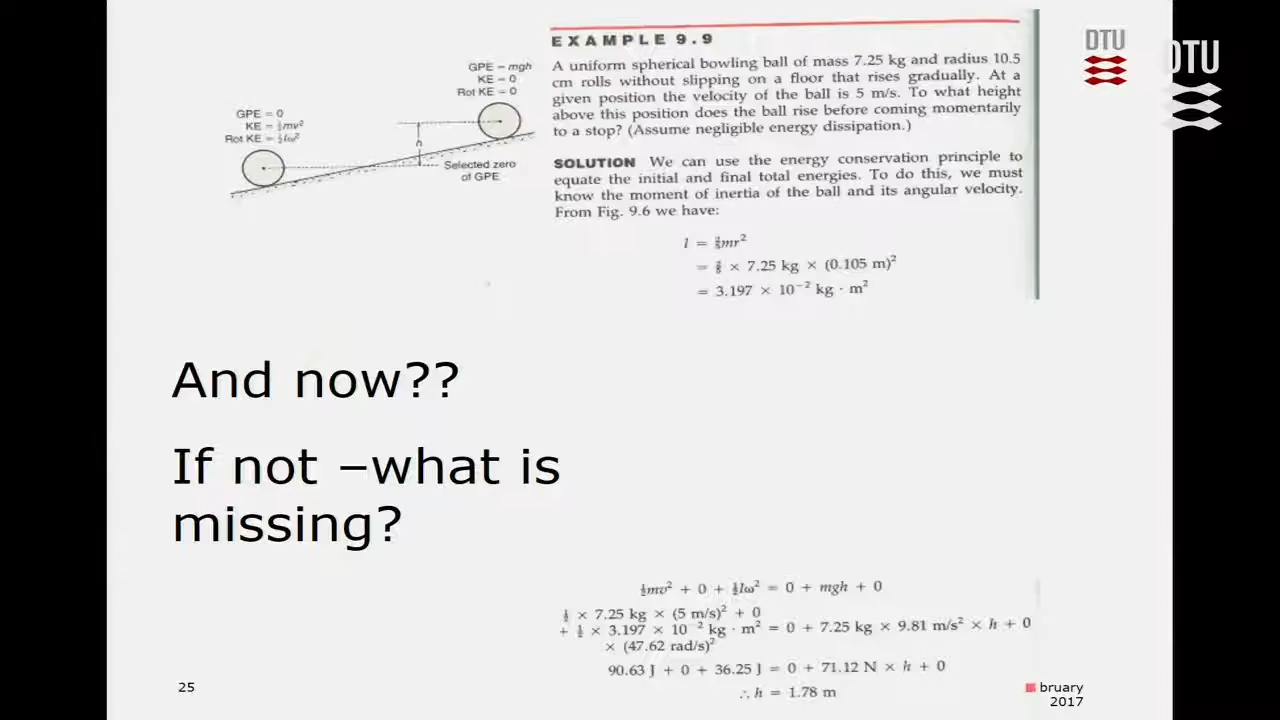 EXAMPLE 9.9
A uniform spherical bowling ball of mass 7.25 kg and radius 10.5
cm rolls without slipping on a floor that rises gradually. At a
given position the velocity of the ball is 5 m/s. To what height
above this position does the ball rise before coming momentarily
to a stop? (Assume negligible energy dissipation.)
SOLUTION We can use the energy conservation principle to
equate the initial and final total energies. To do this, we must
know the moment of inertia of the ball and its angular velocity.
From Fig. 9.6 we have:
I = ⅖mr²
= ⅖ × 7.25 kg × (0.105 m)²
= 3.197 × 10⁻² kg · m²
GPE = mgh
KE = 0
Rot KE = 0
GPE = 0
KE = ½mv²
Rot KE = ½Iω²
h
Selected zero
of GPE
DTU
DTU
And now??
If not –what is
missing?
½mv² + 0 + ½Iω² = 0 + mgh + 0
½ × 7.25 kg × (5 m/s)² + 0
+ ½ × 3.197 × 10⁻² kg · m² = 0 + 7.25 kg × 9.81 m/s² × h + 0
× (47.62 rad/s)²
90.63 J + 0 + 36.25 J = 0 + 71.12 N × h + 0
∴ h = 1.78 m
25
bruary
2017